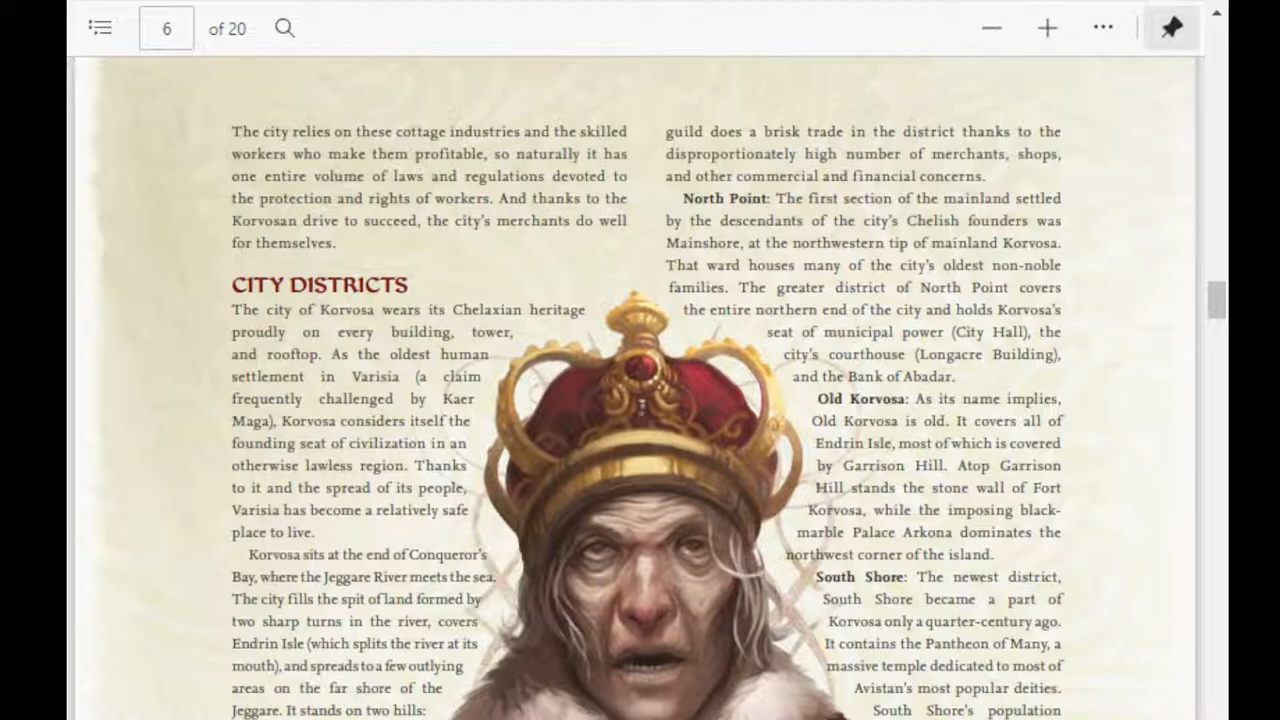 6 of 20
The city relies on these cottage industries and the skilled
workers who make them profitable, so naturally it has
one entire volume of laws and regulations devoted to
the protection and rights of workers. And thanks to the
Korvosan drive to succeed, the city's merchants do well
for themselves.
CITY DISTRICTS
The city of Korvosa wears its Chelaxian heritage
proudly on every building, tower,
and rooftop. As the oldest human
settlement in Varisia (a claim
frequently challenged by Kaer
Maga), Korvosa considers itself the
founding seat of civilization in an
otherwise lawless region. Thanks
to it and the spread of its people,
Varisia has become a relatively safe
place to live.
Korvosa sits at the end of Conqueror's
Bay, where the Jeggare River meets the sea.
The city fills the spit of land formed by
two sharp turns in the river, covers
Endrin Isle (which splits the river at its
mouth), and spreads to a few outlying
areas on the far shore of the
Jeggare. It stands on two hills:
guild does a brisk trade in the district thanks to the
disproportionately high number of merchants, shops,
and other commercial and financial concerns.
North Point: The first section of the mainland settled
by the descendants of the city's Chelish founders was
Mainshore, at the northwestern tip of mainland Korvosa.
That ward houses many of the city's oldest non-noble
families. The greater district of North Point covers
the entire northern end of the city and holds Korvosa's
seat of municipal power (City Hall), the
city's courthouse (Longacre Building),
and the Bank of Abadar.
Old Korvosa: As its name implies,
Old Korvosa is old. It covers all of
Endrin Isle, most of which is covered
by Garrison Hill. Atop Garrison
Hill stands the stone wall of Fort
Korvosa, while the imposing black-
marble Palace Arkona dominates the
northwest corner of the island.
South Shore: The newest district,
South Shore became a part of
Korvosa only a quarter-century ago.
It contains the Pantheon of Many, a
massive temple dedicated to most of
Avistan's most popular deities.
South Shore's population